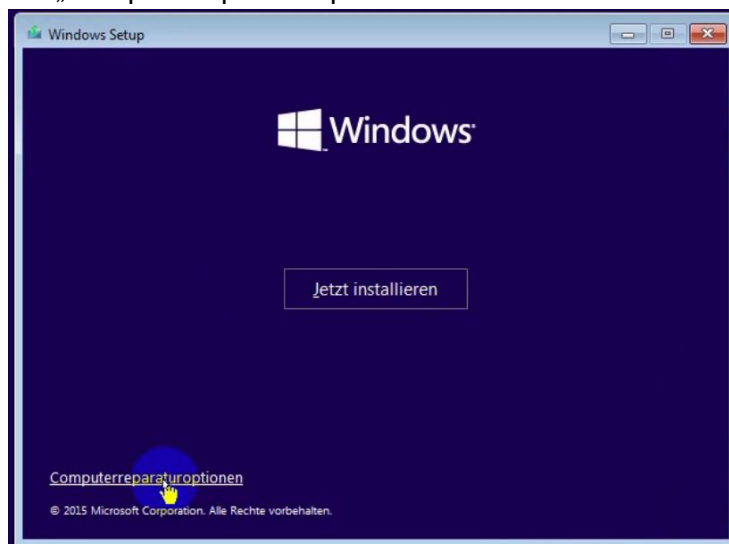 Windows Setup
Windows
Jetzt installieren
Computerreparaturoptionen
© 2015 Microsoft Corporation. Alle Rechte vorbehalten.